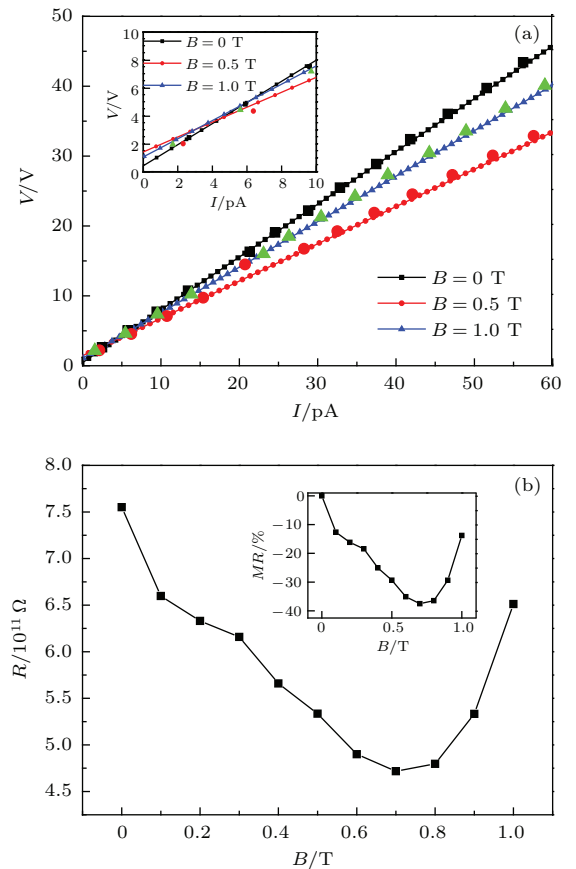 (a)
V/V
50
40
30
20
10
0
0 10 20 30 40 50 60
I/pA
B = 0 T
B = 0.5 T
B = 1.0 T
V/V
10
8
6
4
2
0
0 2 4 6 8 10
I/pA
B = 0 T
B = 0.5 T
B = 1.0 T
(b)
R/10¹¹ Ω
8.0
7.5
7.0
6.5
6.0
5.5
5.0
4.5
0 0.2 0.4 0.6 0.8 1.0
B/T
MR/%
0
−10
−20
−30
−40
0 0.5 1.0
B/T